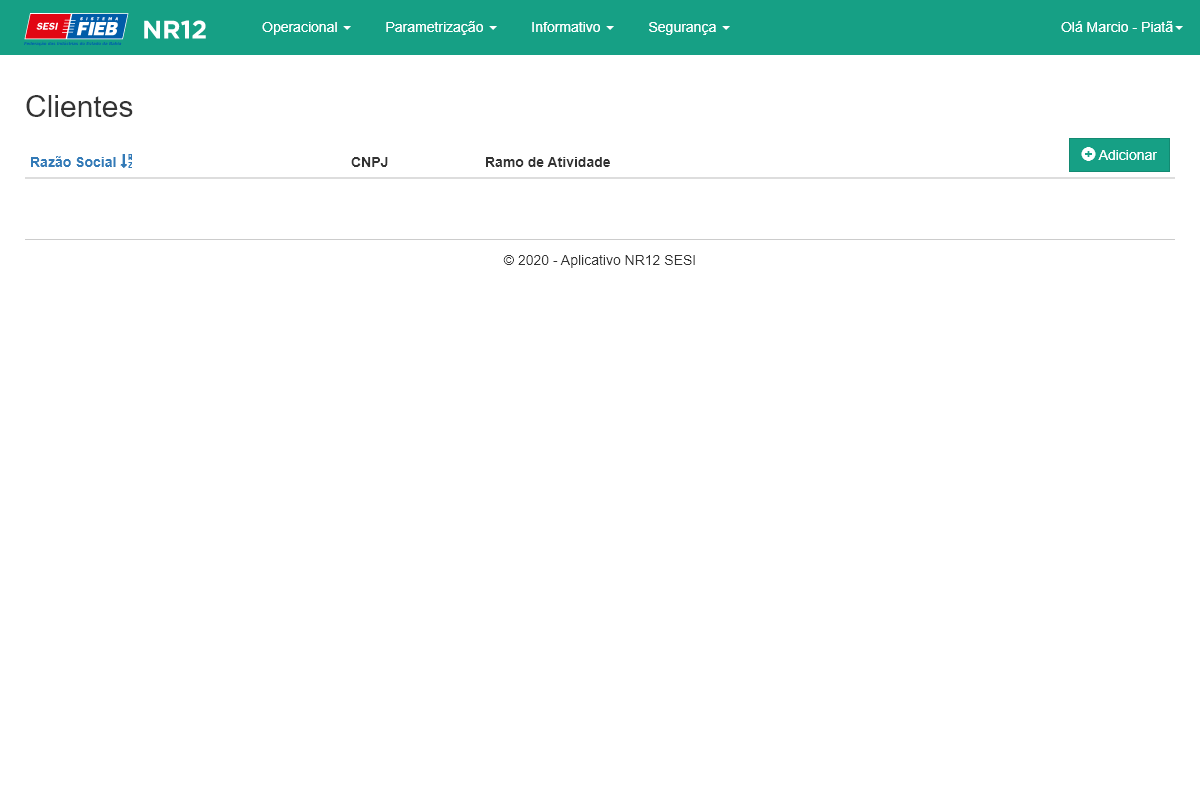 SESI SISTEMA FIEB
NR12
Operacional
Parametrização
Informativo
Segurança
Olá Marcio - Piatã
Clientes
Razão Social
CNPJ
Ramo de Atividade
Adicionar
© 2020 - Aplicativo NR12 SESI